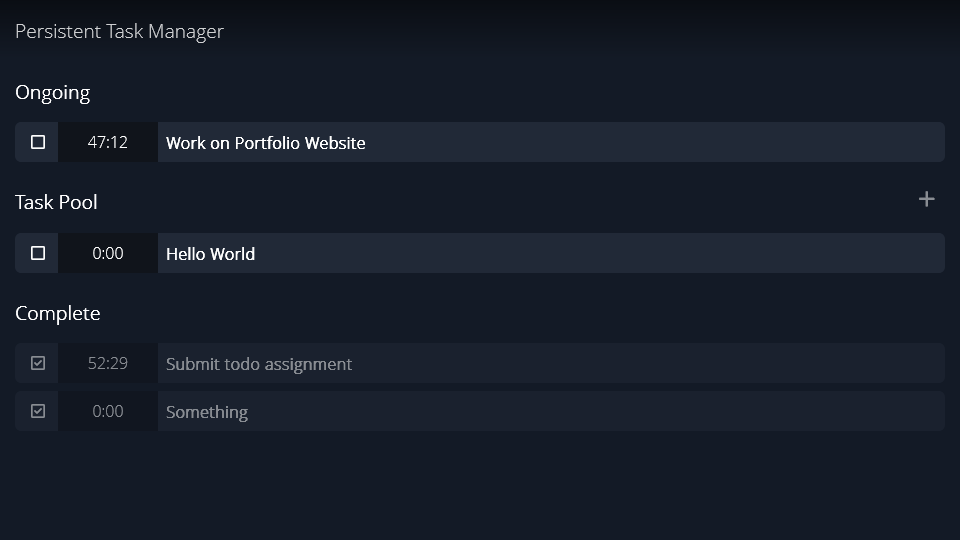 Persistent Task Manager
Ongoing
47:12 Work on Portfolio Website
Task Pool +
0:00 Hello World
Complete
52:29 Submit todo assignment
0:00 Something